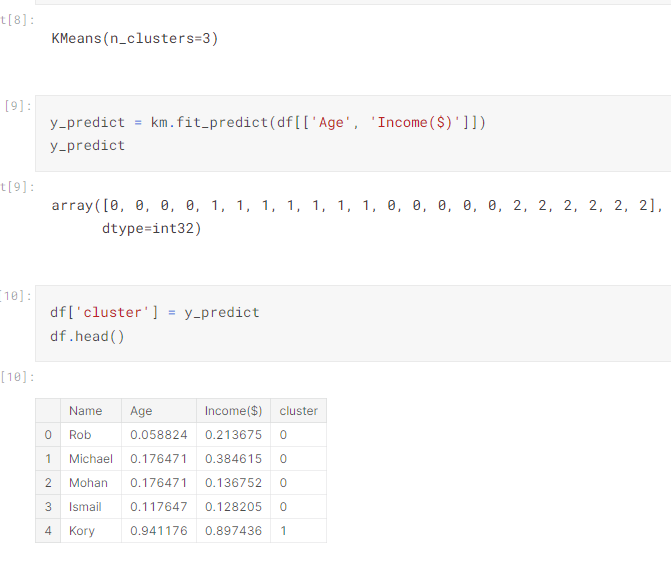 t[8]:
KMeans(n_clusters=3)
[9]:
y_predict = km.fit_predict(df[['Age', 'Income($)']])
y_predict
t[9]:
array([0, 0, 0, 0, 1, 1, 1, 1, 1, 1, 1, 0, 0, 0, 0, 0, 2, 2, 2, 2, 2, 2],
dtype=int32)
[10]:
df['cluster'] = y_predict
df.head()
[10]:
Name Age Income($) cluster
0 Rob 0.058824 0.213675 0
1 Michael 0.176471 0.384615 0
2 Mohan 0.176471 0.136752 0
3 Ismail 0.117647 0.128205 0
4 Kory 0.941176 0.897436 1